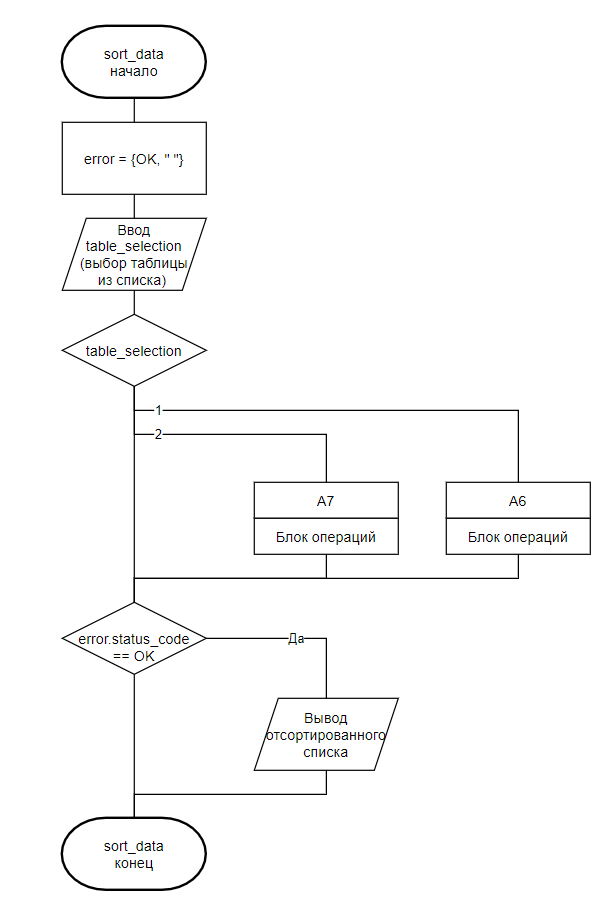 sort_data
начало
error = {OK, " "}
Ввод
table_selection
(выбор таблицы
из списка)
table_selection
1
2
A7
Блок операций
A6
Блок операций
error.status_code
== OK
Да
Вывод
отсортированного
списка
sort_data
конец